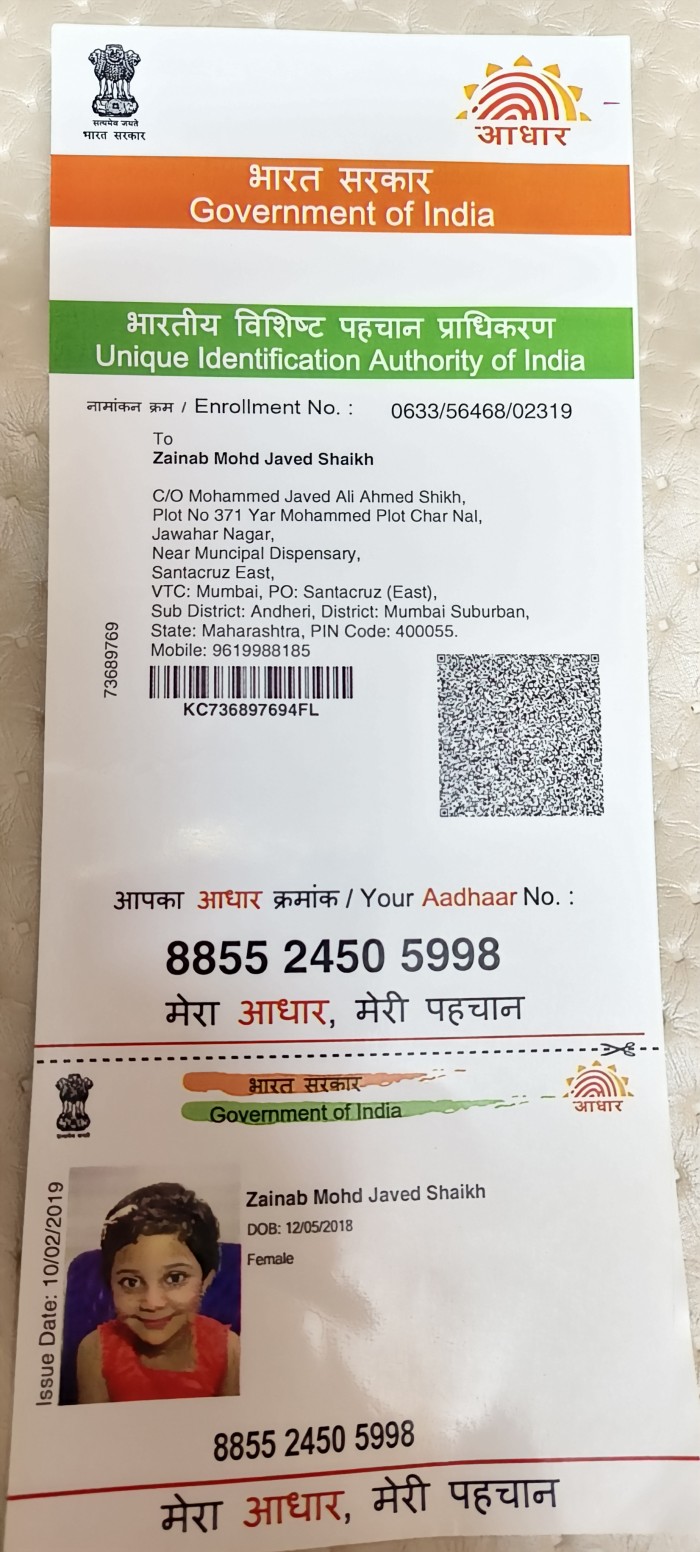 सत्यमेव जयते
भारत सरकार
आधार
भारत सरकार
Government of India
भारतीय विशिष्ट पहचान प्राधिकरण
Unique Identification Authority of India
नामांकन क्रम / Enrollment No. : 0633/56468/02319
To
Zainab Mohd Javed Shaikh
C/O Mohammed Javed Ali Ahmed Shikh,
Plot No 371 Yar Mohammed Plot Char Nal,
Jawahar Nagar,
Near Muncipal Dispensary,
Santacruz East,
VTC: Mumbai, PO: Santacruz (East),
Sub District: Andheri, District: Mumbai Suburban,
State: Maharashtra, PIN Code: 400055.
Mobile: 9619988185
73689769
KC736897694FL
आपका आधार क्रमांक / Your Aadhaar No. :
8855 2450 5998
मेरा आधार, मेरी पहचान
भारत सरकार
Government of India
आधार
Issue Date: 10/02/2019
Zainab Mohd Javed Shaikh
DOB: 12/05/2018
Female
8855 2450 5998
मेरा आधार, मेरी पहचान